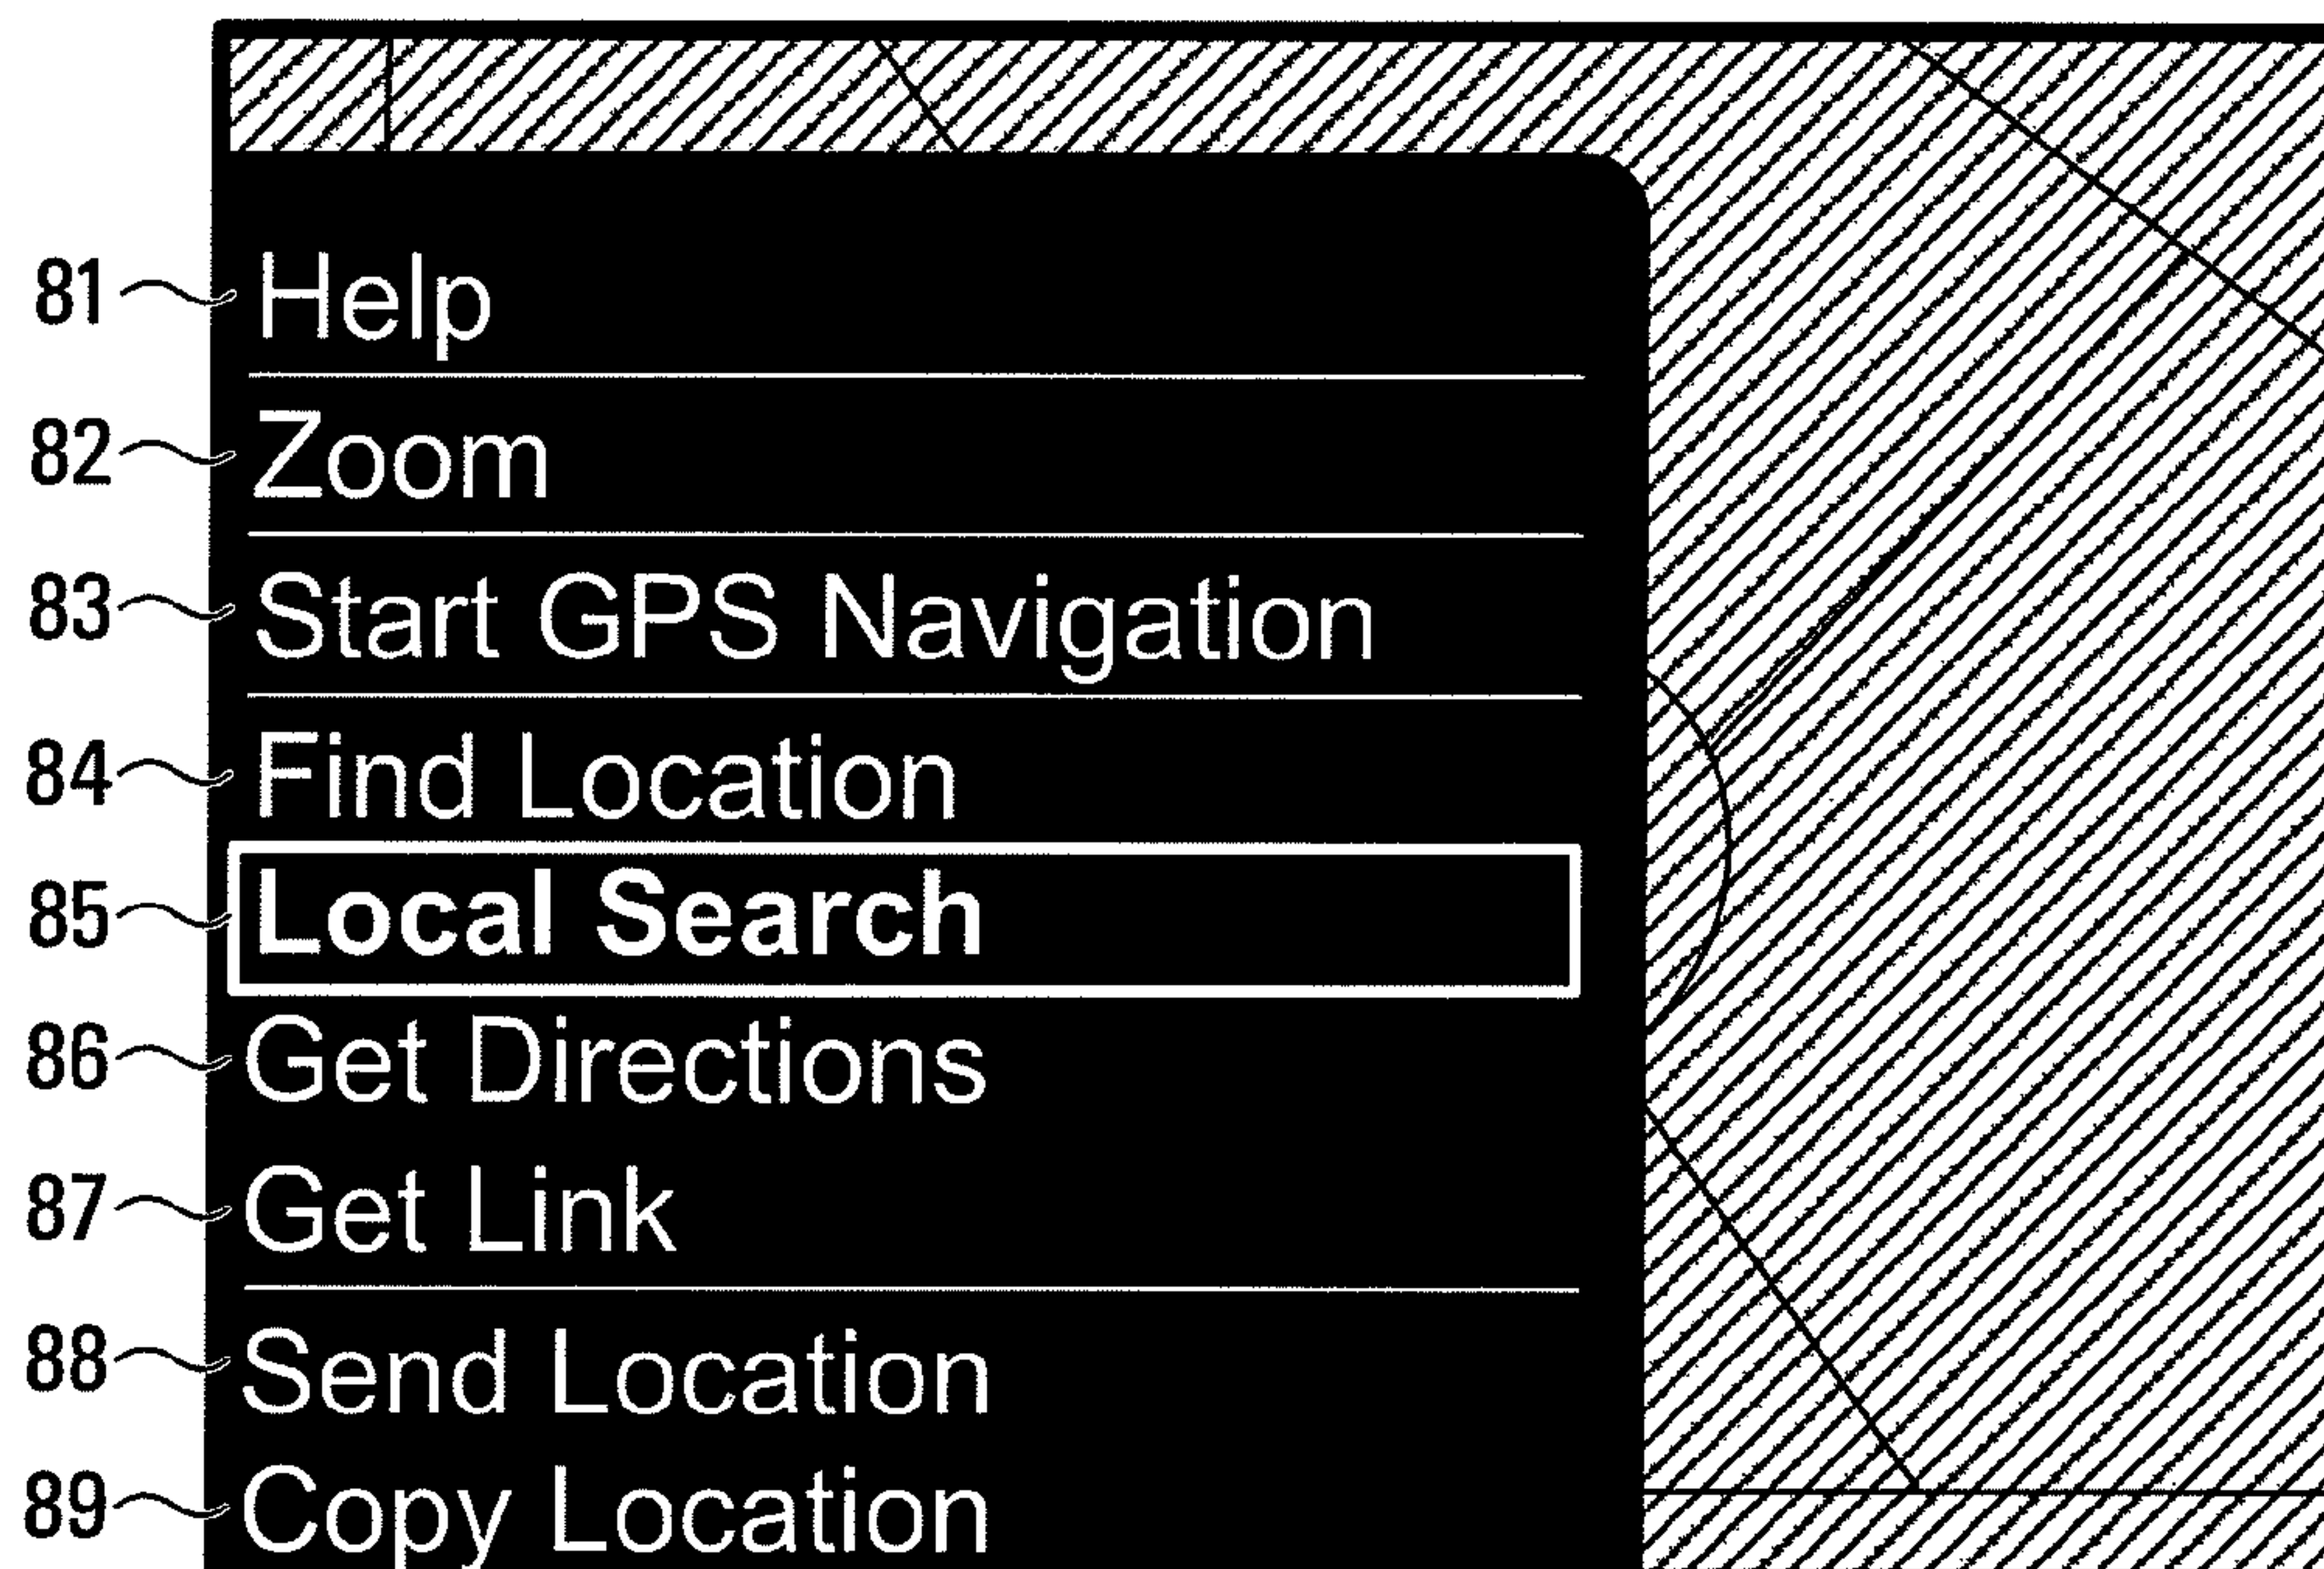 81 Help
82 Zoom
83 Start GPS Navigation
84 Find Location
85 Local Search
86 Get Directions
87 Get Link
88 Send Location
89 Copy Location